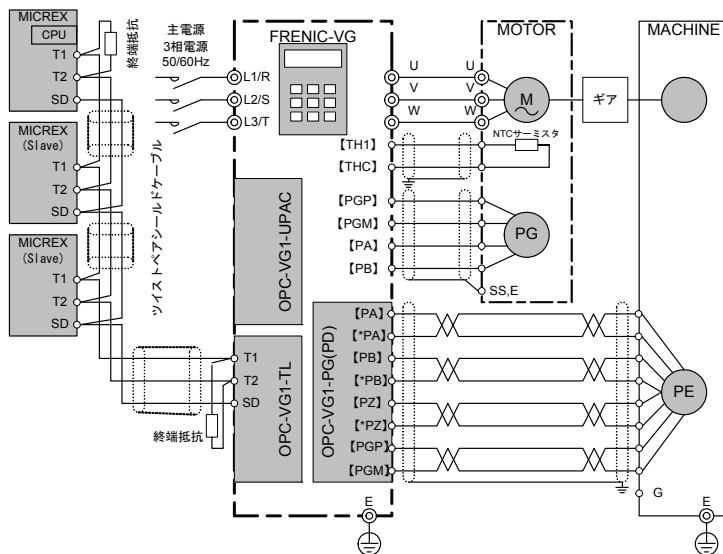 MICREX
CPU
T1
T2
SD
終端抵抗
MICREX
(Slave)
T1
T2
SD
MICREX
(Slave)
T1
T2
SD
ツイストペアシールドケーブル
主電源
3相電源
50/60Hz
L1/R
L2/S
L3/T
FRENIC-VG
U
V
W
【TH1】
【THC】
【PGP】
【PGM】
【PA】
【PB】
OPC-VG1-UPAC
OPC-VG1-TL
T1
T2
SD
終端抵抗
OPC-VG1-PG(PD)
【PA】
【*PA】
【PB】
【*PB】
【PZ】
【*PZ】
【PGP】
【PGM】
E
MOTOR
U
V
W
M
NTCサーミスタ
PG
SS,E
ギア
MACHINE
PE
G
E